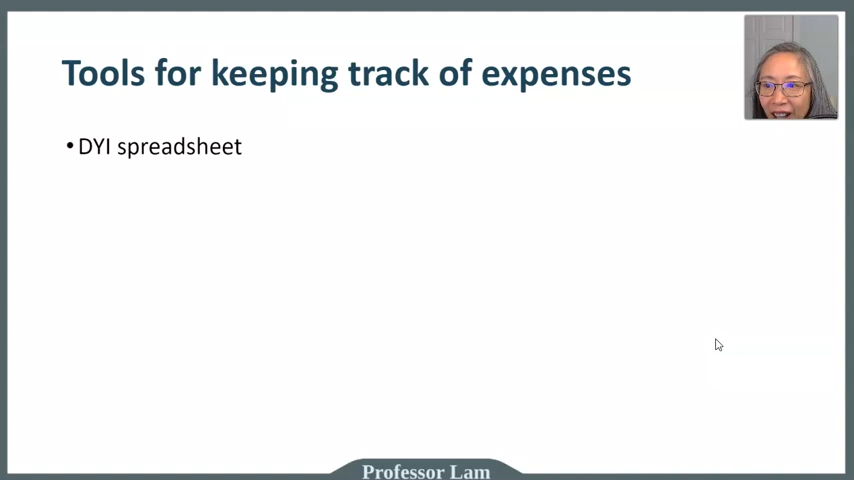 Tools for keeping track of expenses
•DYI spreadsheet
Professor Lam